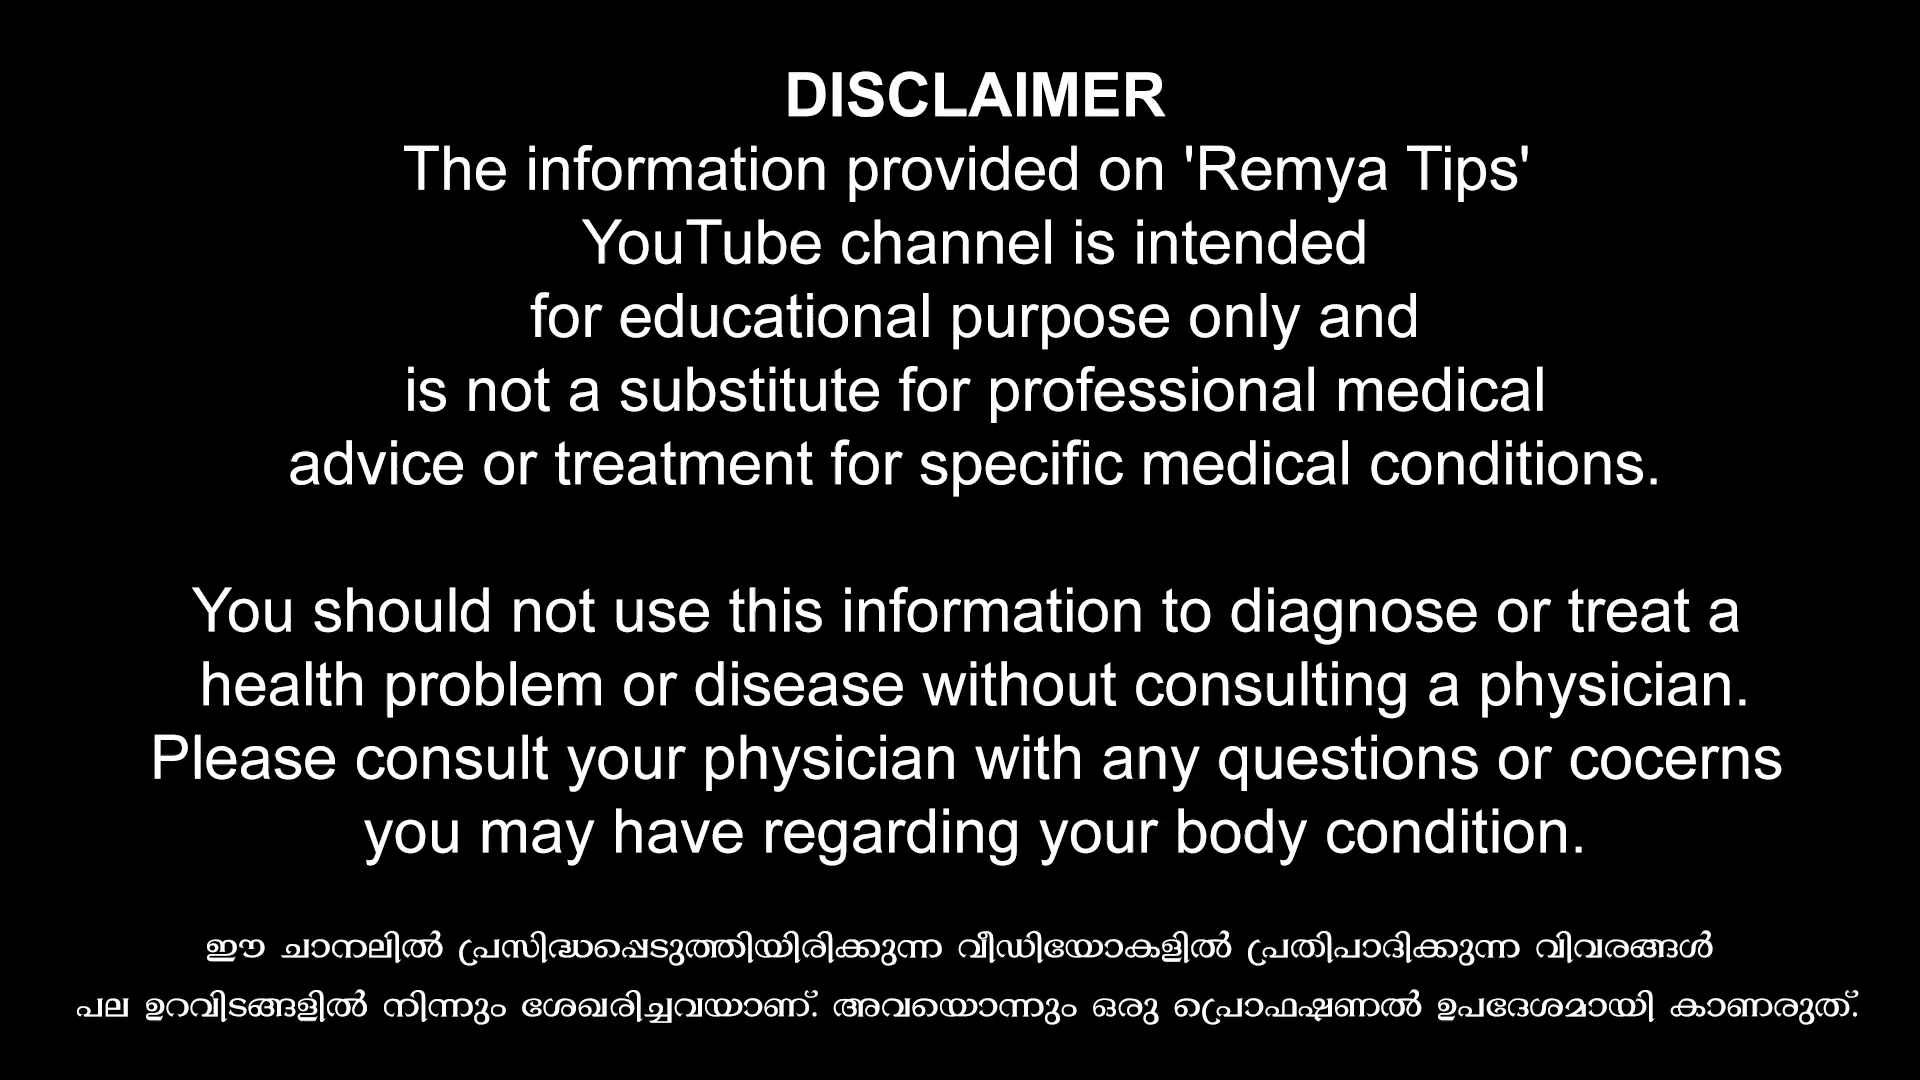 DISCLAIMER
The information provided on 'Remya Tips'
YouTube channel is intended
for educational purpose only and
is not a substitute for professional medical
advice or treatment for specific medical conditions.
You should not use this information to diagnose or treat a
health problem or disease without consulting a physician.
Please consult your physician with any questions or cocerns
you may have regarding your body condition.
ഈ ചാനലിൽ പ്രസിദ്ധപ്പെടുത്തിയിരിക്കുന്ന വീഡിയോകളിൽ പ്രതിപാദിക്കുന്ന വിവരങ്ങൾ
പല ഉറവിടങ്ങളിൽ നിന്നും ശേഖരിച്ചവയാണ്. അവയൊന്നും ഒരു പ്രൊഫഷണൽ ഉപദേശമായി കാണരുത്.